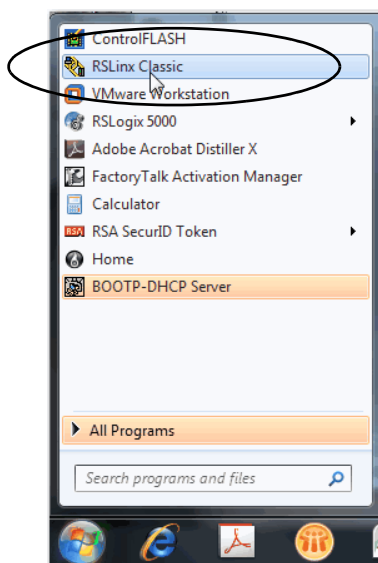 ControlFLASH
RSLinx Classic
VMware Workstation
RSLogix 5000
Adobe Acrobat Distiller X
FactoryTalk Activation Manager
Calculator
RSA RSA SecurID Token
Home
BOOTP-DHCP Server
All Programs
Search programs and files